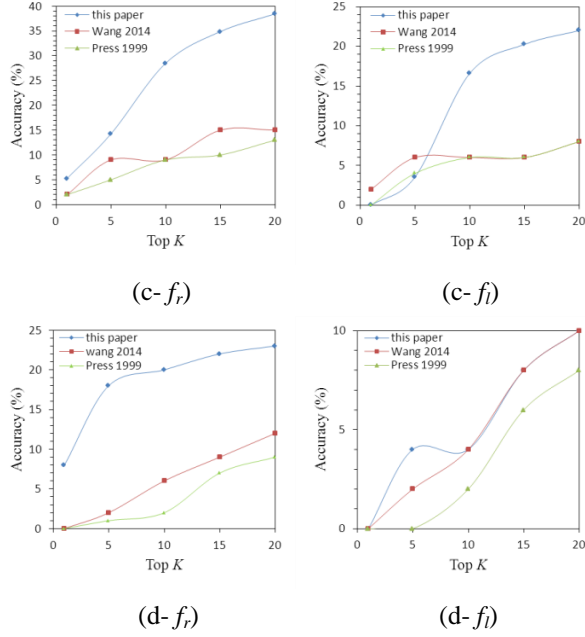 this paper
Wang 2014
Press 1999
Accuracy (%)
40
35
30
25
20
15
10
5
0
0 5 10 15 20
Top K
(c- fr)
this paper
Wang 2014
Press 1999
Accuracy (%)
25
20
15
10
5
0
0 5 10 15 20
Top K
(c- fl)
this paper
wang 2014
Press 1999
Accuracy (%)
25
20
15
10
5
0
0 5 10 15 20
Top K
(d- fr)
this paper
Wang 2014
Press 1999
Accuracy (%)
10
5
0
0 5 10 15 20
Top K
(d- fl)